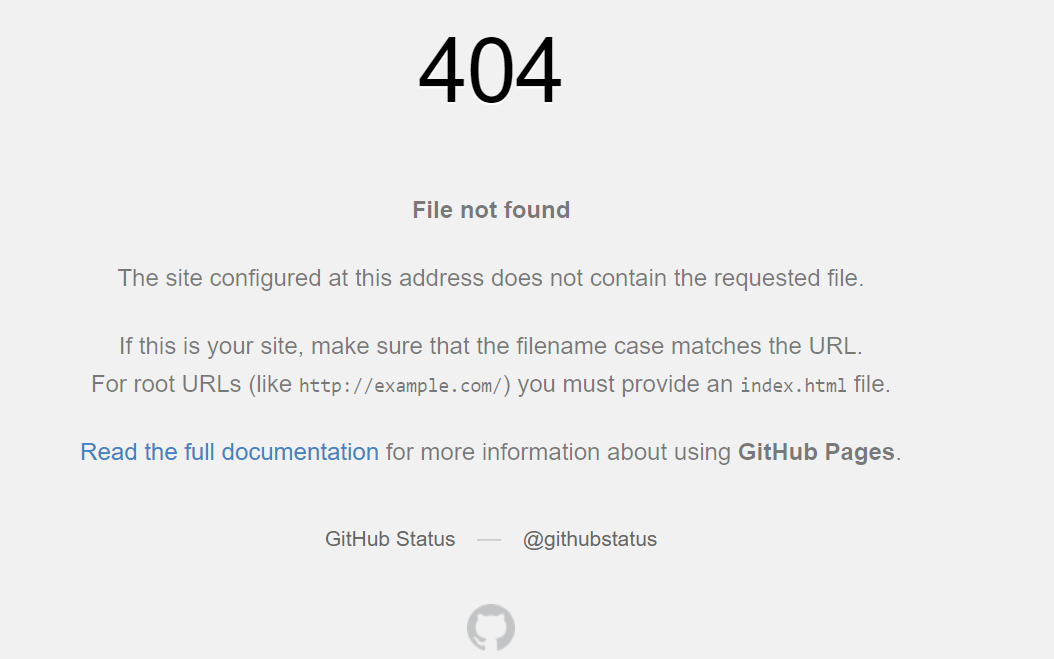 404
File not found
The site configured at this address does not contain the requested file.
If this is your site, make sure that the filename case matches the URL.
For root URLs (like http://example.com/) you must provide an index.html file.
Read the full documentation for more information about using GitHub Pages.
GitHub Status — @githubstatus